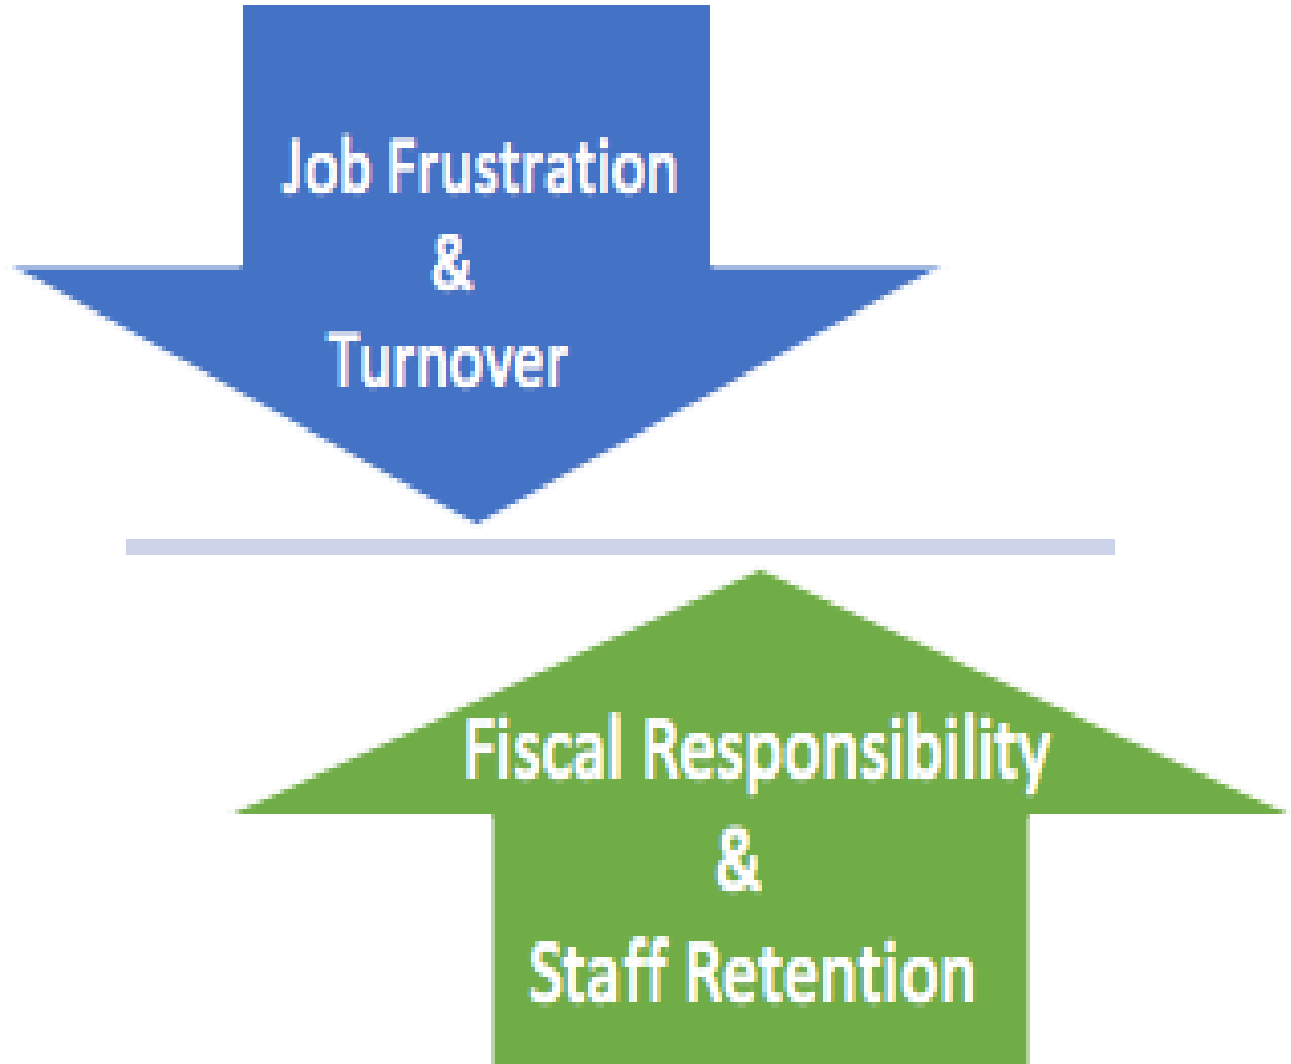 Job Frustration
&
Turnover
Fiscal Responsibility
&
Staff Retention